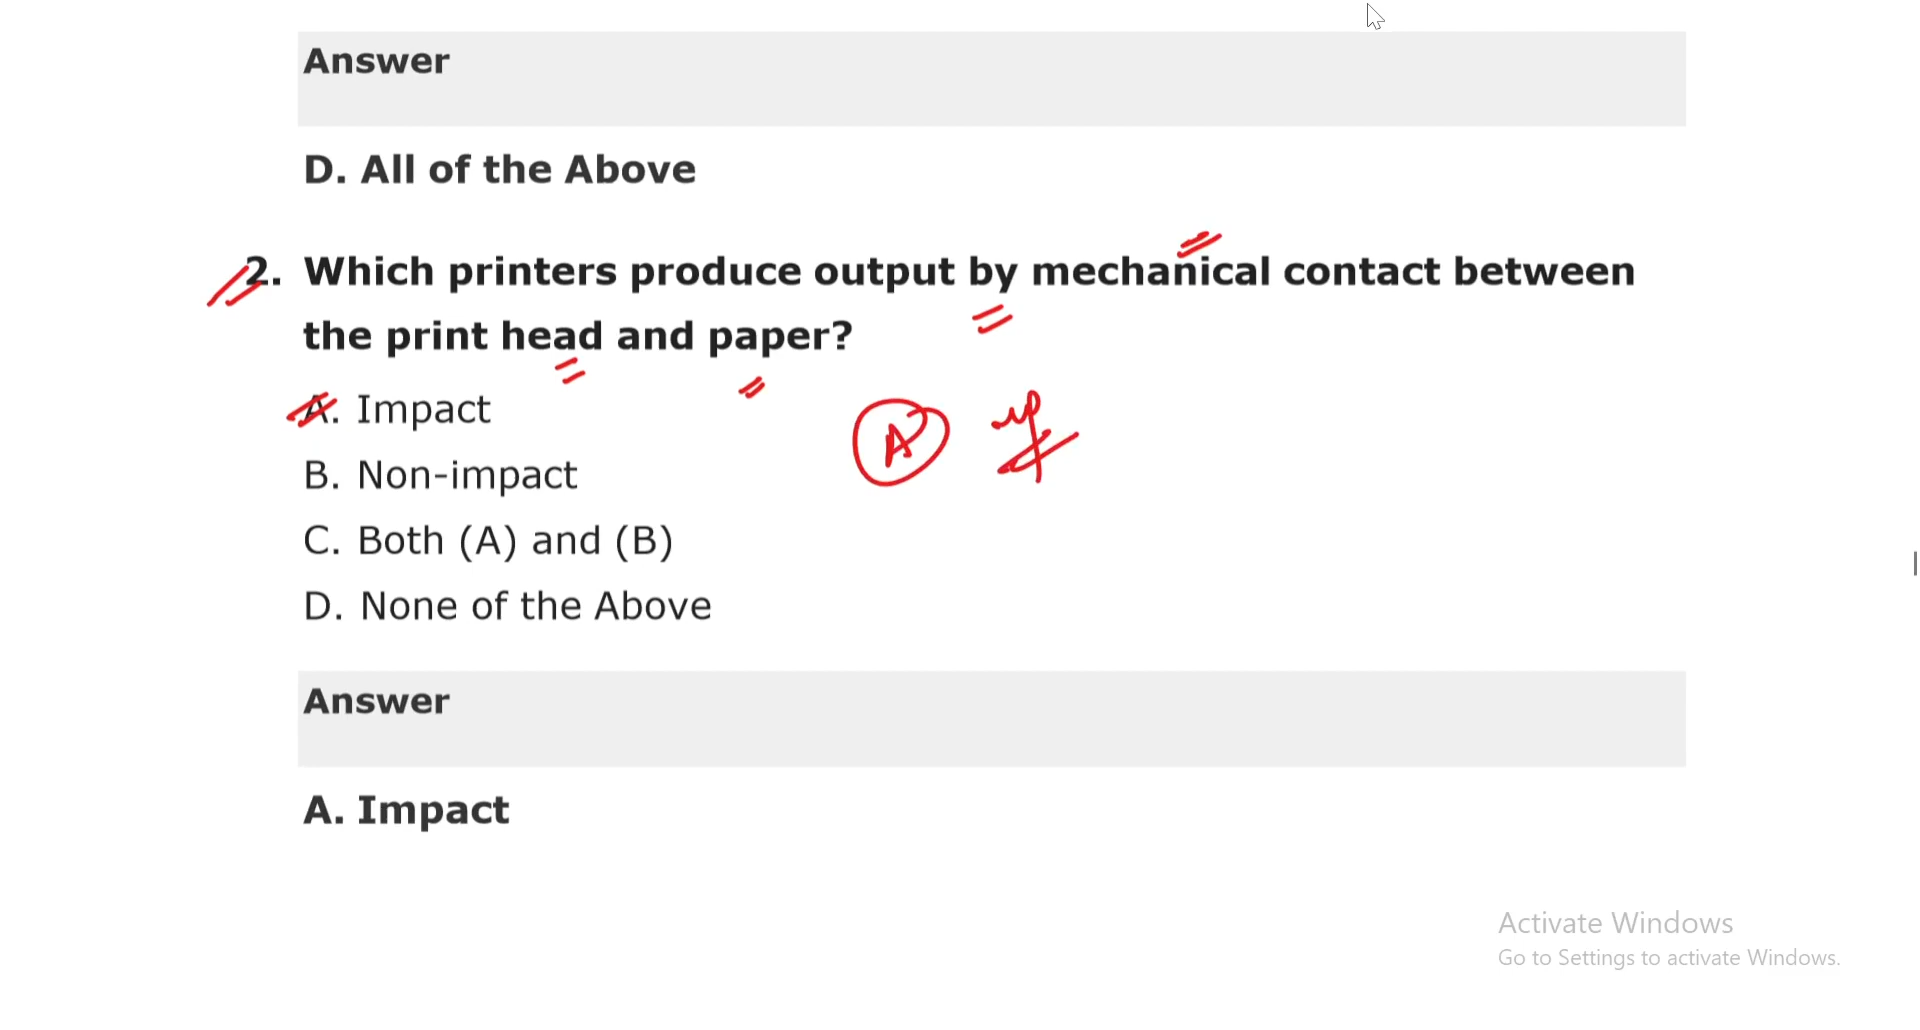 Answer
D. All of the Above
2. Which printers produce output by mechanical contact between
the print head and paper?
A. Impact
A
B. Non-impact
C. Both (A) and (B)
D. None of the Above
Answer
A. Impact
Activate Windows
Go to Settings to activate Windows.